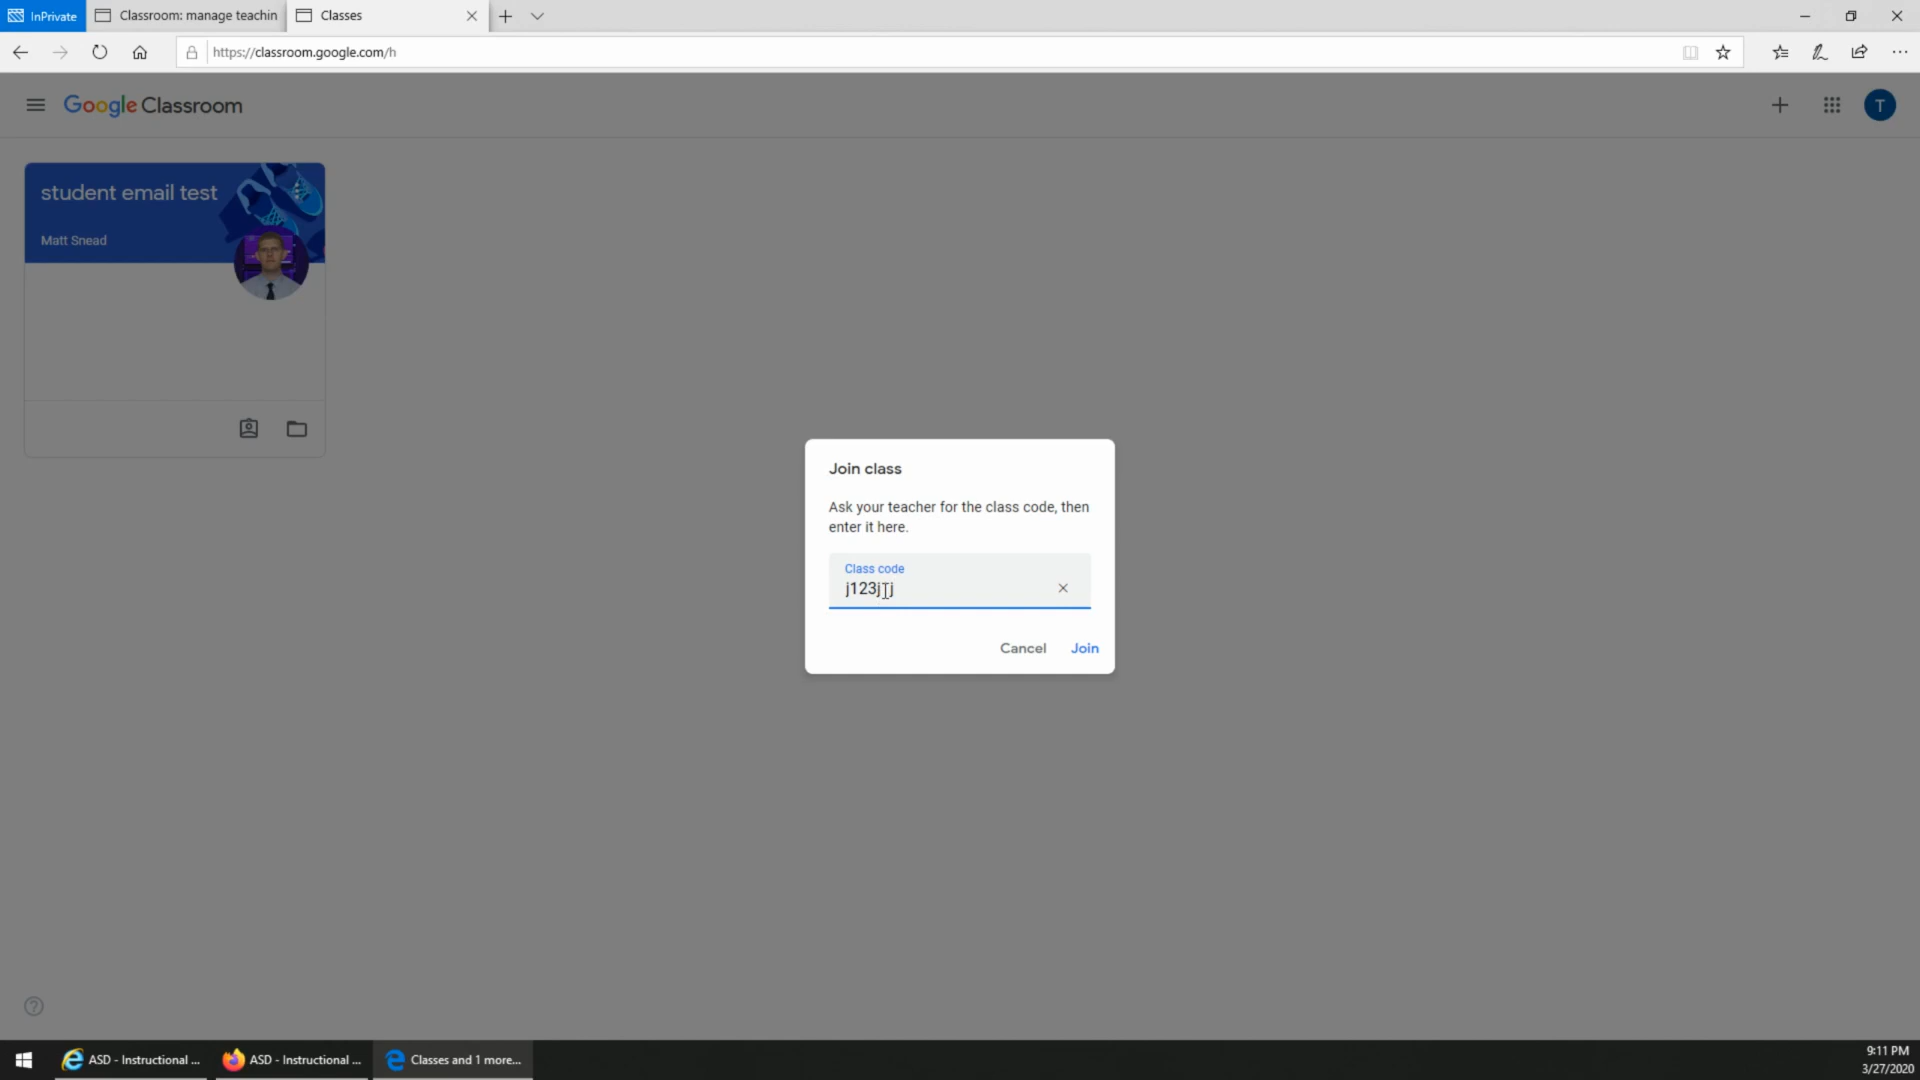 InPrivate
Classroom: manage teachin
Classes
https://classroom.google.com/h
Google Classroom
T
student email test
Matt Snead
Join class
Ask your teacher for the class code, then
enter it here.
Class code
Cancel
Join
ASD - Instructional ...
ASD - Instructional ...
Classes and 1 more...
9:11 PM
3/27/2020